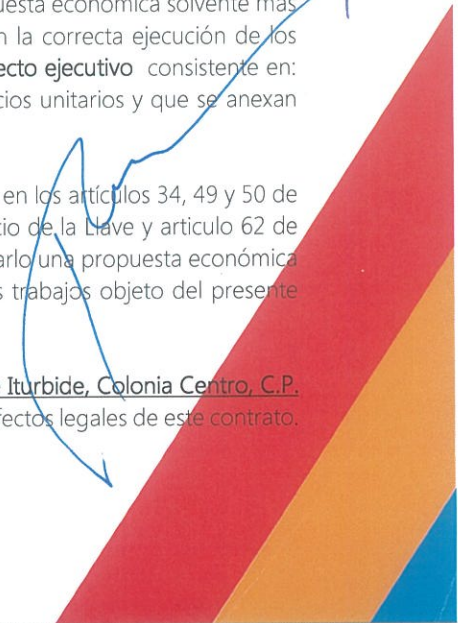 uesta económica solvente más
n la correcta ejecución de los
ecto ejecutivo consistente en:
cios unitarios y que se anexan
en los artículos 34, 49 y 50 de
cio de la Llave y articulo 62 de
arlo una propuesta económica
s trabajos objeto del presente
Iturbide, Colonia Centro, C.P.
fectos legales de este contrato.